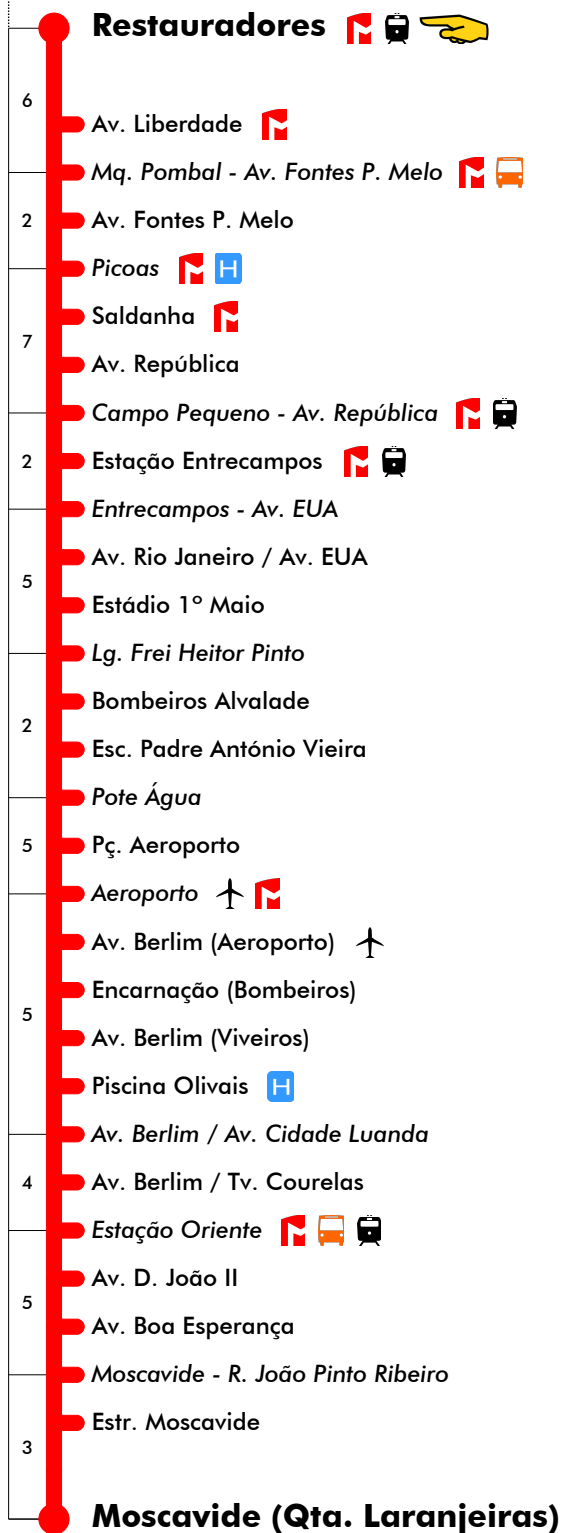 Restauradores
6
Av. Liberdade
Mq. Pombal - Av. Fontes P. Melo
2
Av. Fontes P. Melo
Picoas H
Saldanha
7
Av. República
Campo Pequeno - Av. República
2
Estação Entrecampos
Entrecampos - Av. EUA
Av. Rio Janeiro / Av. EUA
5
Estádio 1º Maio
Lg. Frei Heitor Pinto
Bombeiros Alvalade
2
Esc. Padre António Vieira
Pote Água
5
Pç. Aeroporto
Aeroporto
Av. Berlim (Aeroporto)
Encarnação (Bombeiros)
5
Av. Berlim (Viveiros)
Piscina Olivais H
Av. Berlim / Av. Cidade Luanda
4
Av. Berlim / Tv. Courelas
Estação Oriente
Av. D. João II
5
Av. Boa Esperança
Moscavide - R. João Pinto Ribeiro
Estr. Moscavide
3
Moscavide (Qta. Laranjeiras)